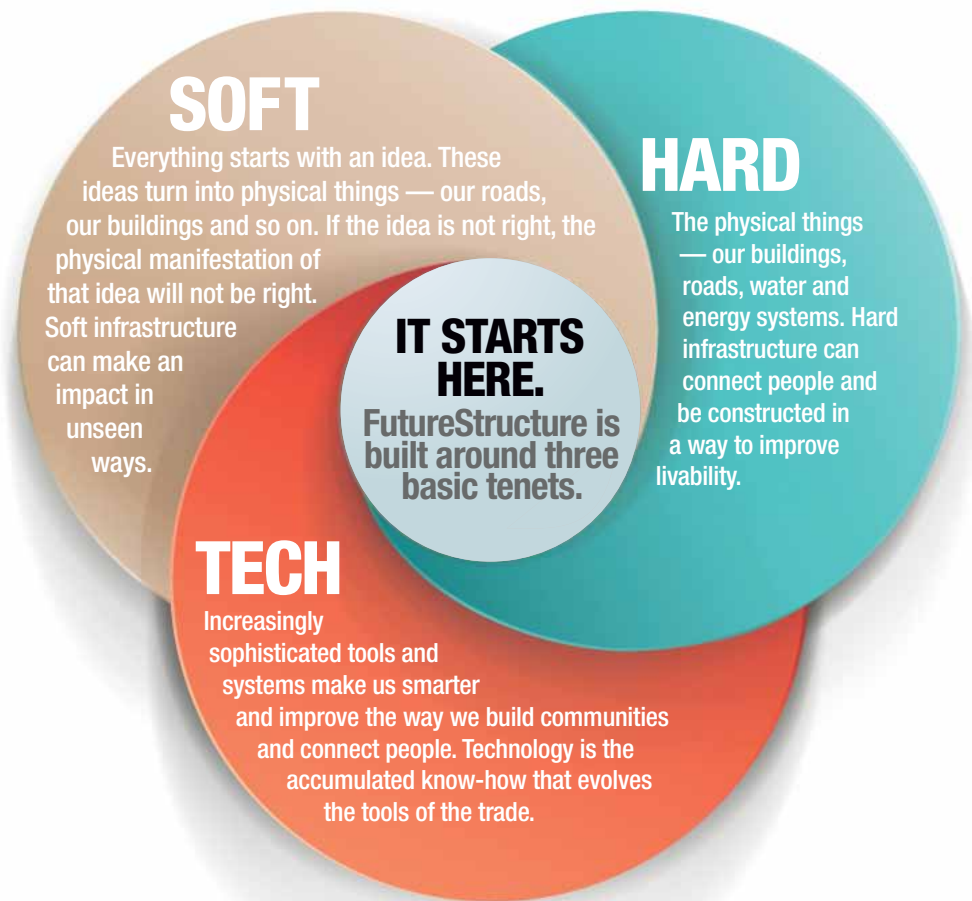 SOFT
Everything starts with an idea. These
ideas turn into physical things — our roads,
our buildings and so on. If the idea is not right, the
physical manifestation of
that idea will not be right.
Soft infrastructure
can make an
impact in
unseen
ways.
HARD
The physical things
— our buildings,
roads, water and
energy systems. Hard
infrastructure can
connect people and
be constructed in
a way to improve
livability.
IT STARTS
HERE.
FutureStructure is
built around three
basic tenets.
TECH
Increasingly
sophisticated tools and
systems make us smarter
and improve the way we build communities
and connect people. Technology is the
accumulated know-how that evolves
the tools of the trade.